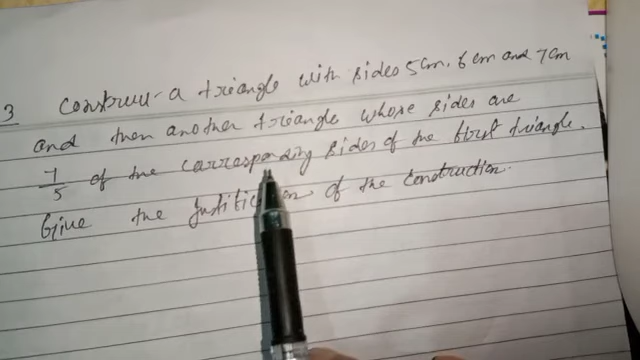 3 Construct a triangle with sides 5cm, 6cm and 7cm
and then another triangle whose sides are
7/5 of the corresponding sides of the first triangle.
Give the of the construction.